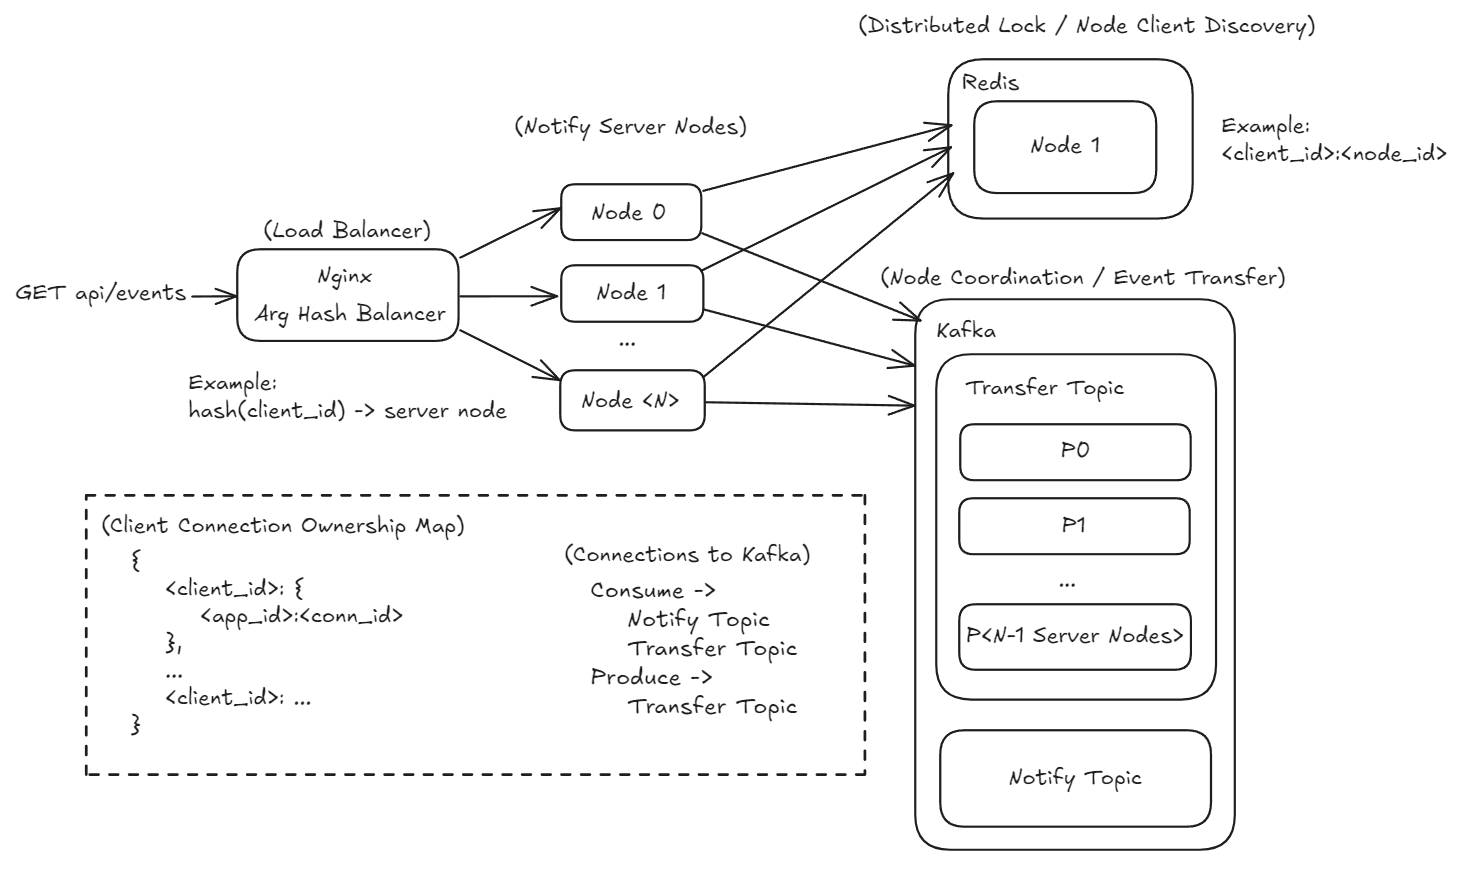 (Distributed Lock / Node Client Discovery)
Redis
Node 1
Example:
<client_id>:<node_id>
(Notify Server Nodes)
Node 0
Node 1
...
Node <N>
(Load Balancer)
Nginx
Arg Hash Balancer
GET api/events
Example:
hash(client_id) -> server node
(Node Coordination / Event Transfer)
Kafka
Transfer Topic
P0
P1
...
P<N-1 Server Nodes>
Notify Topic
(Client Connection Ownership Map)
{
<client_id>: {
<app_id>:<conn_id>
},
...
<client_id>: ...
}
(Connections to Kafka)
Consume ->
Notify Topic
Transfer Topic
Produce ->
Transfer Topic